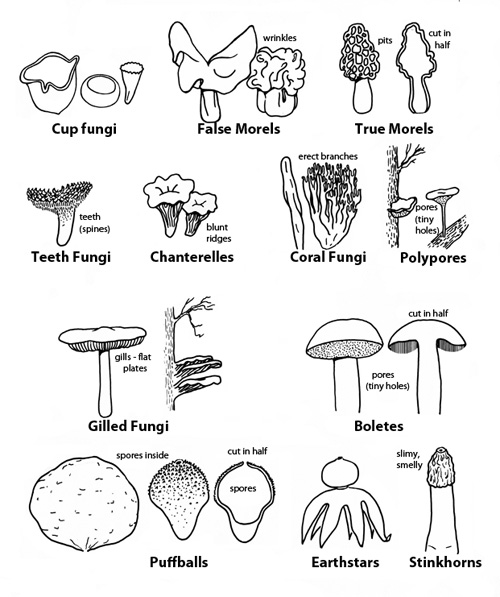 wrinkles
pits
cut in
half
Cup fungi
False Morels
True Morels
erect branches
teeth
(spines)
blunt
ridges
pores
(tiny
holes)
Teeth Fungi
Chanterelles
Coral Fungi
Polypores
gills - flat
plates
cut in half
pores
(tiny holes)
Gilled Fungi
Boletes
spores inside
cut in half
spores
slimy,
smelly
Puffballs
Earthstars
Stinkhorns